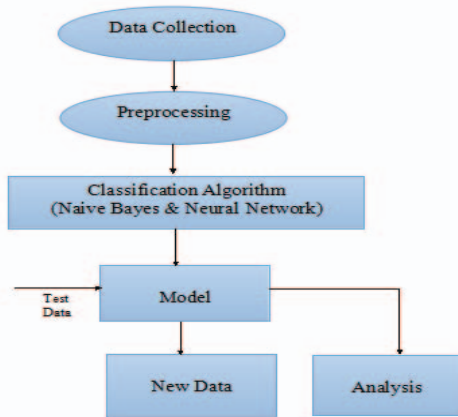 Data Collection
Preprocessing
Classification Algorithm
(Naive Bayes & Neural Network)
Test
Data
Model
New Data
Analysis